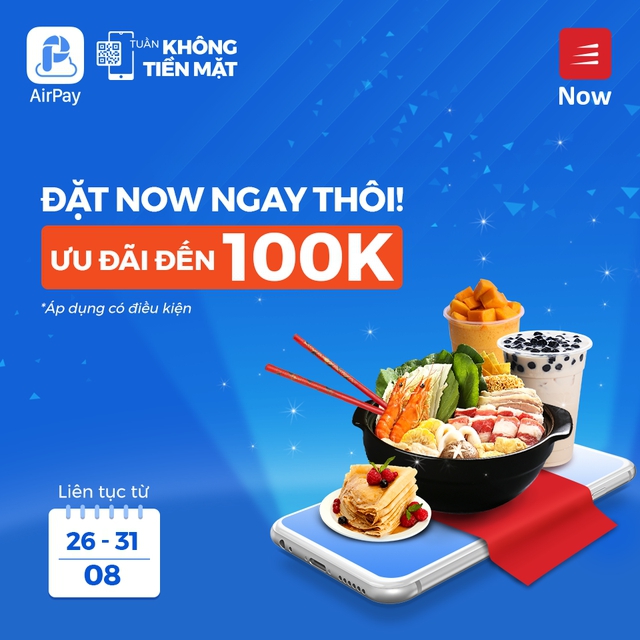 AirPay
TUẦN KHÔNG
TIỀN MẶT
Now
ĐẶT NOW NGAY THÔI!
ƯU ĐÃI ĐẾN 100K
*Áp dụng có điều kiện
Liên tục từ
26 - 31
08